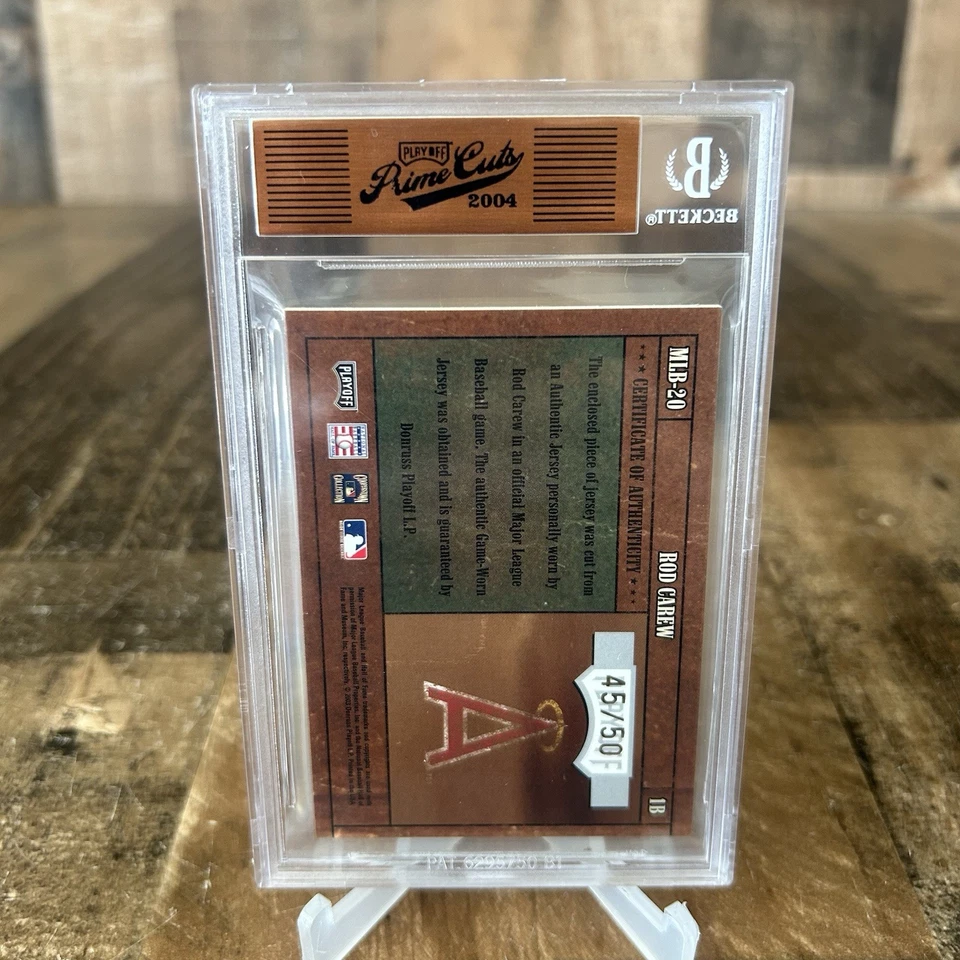 PLAYOFF
Prime Cuts
2004
BECKETT®
MLB-20
ROD CAREW
1B
*** CERTIFICATE OF AUTHENTICITY ***
The enclosed piece of jersey was cut from
an Authentic Jersey personally worn by
Rod Carew in an official Major League
Baseball game. The authentic Game-Worn
Jersey was obtained and is guaranteed by
Donruss Playoff L.P.
45/50
A
PLAYOFF